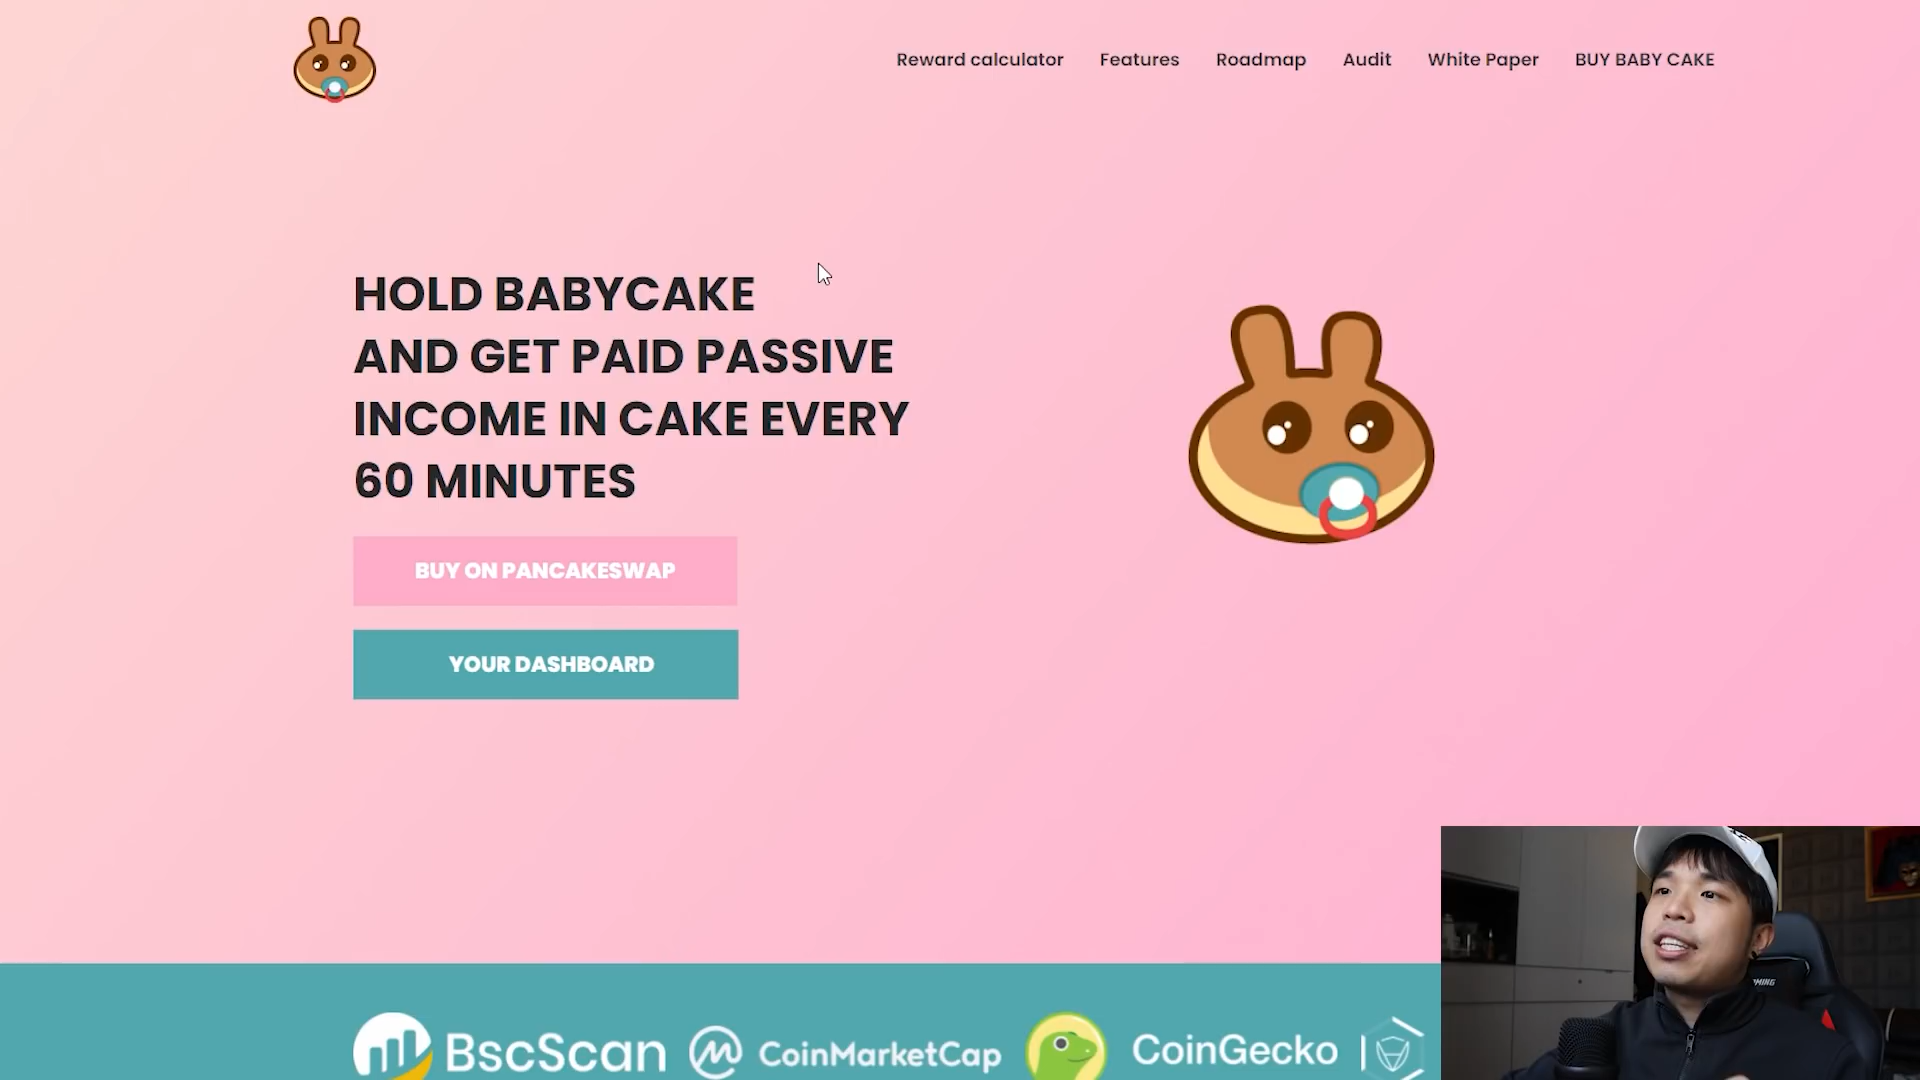 Reward calculator Features Roadmap Audit White Paper BUY BABY CAKE
HOLD BABYCAKE
AND GET PAID PASSIVE
INCOME IN CAKE EVERY
60 MINUTES
BUY ON PANCAKESWAP
YOUR DASHBOARD
BscScan CoinMarketCap CoinGecko